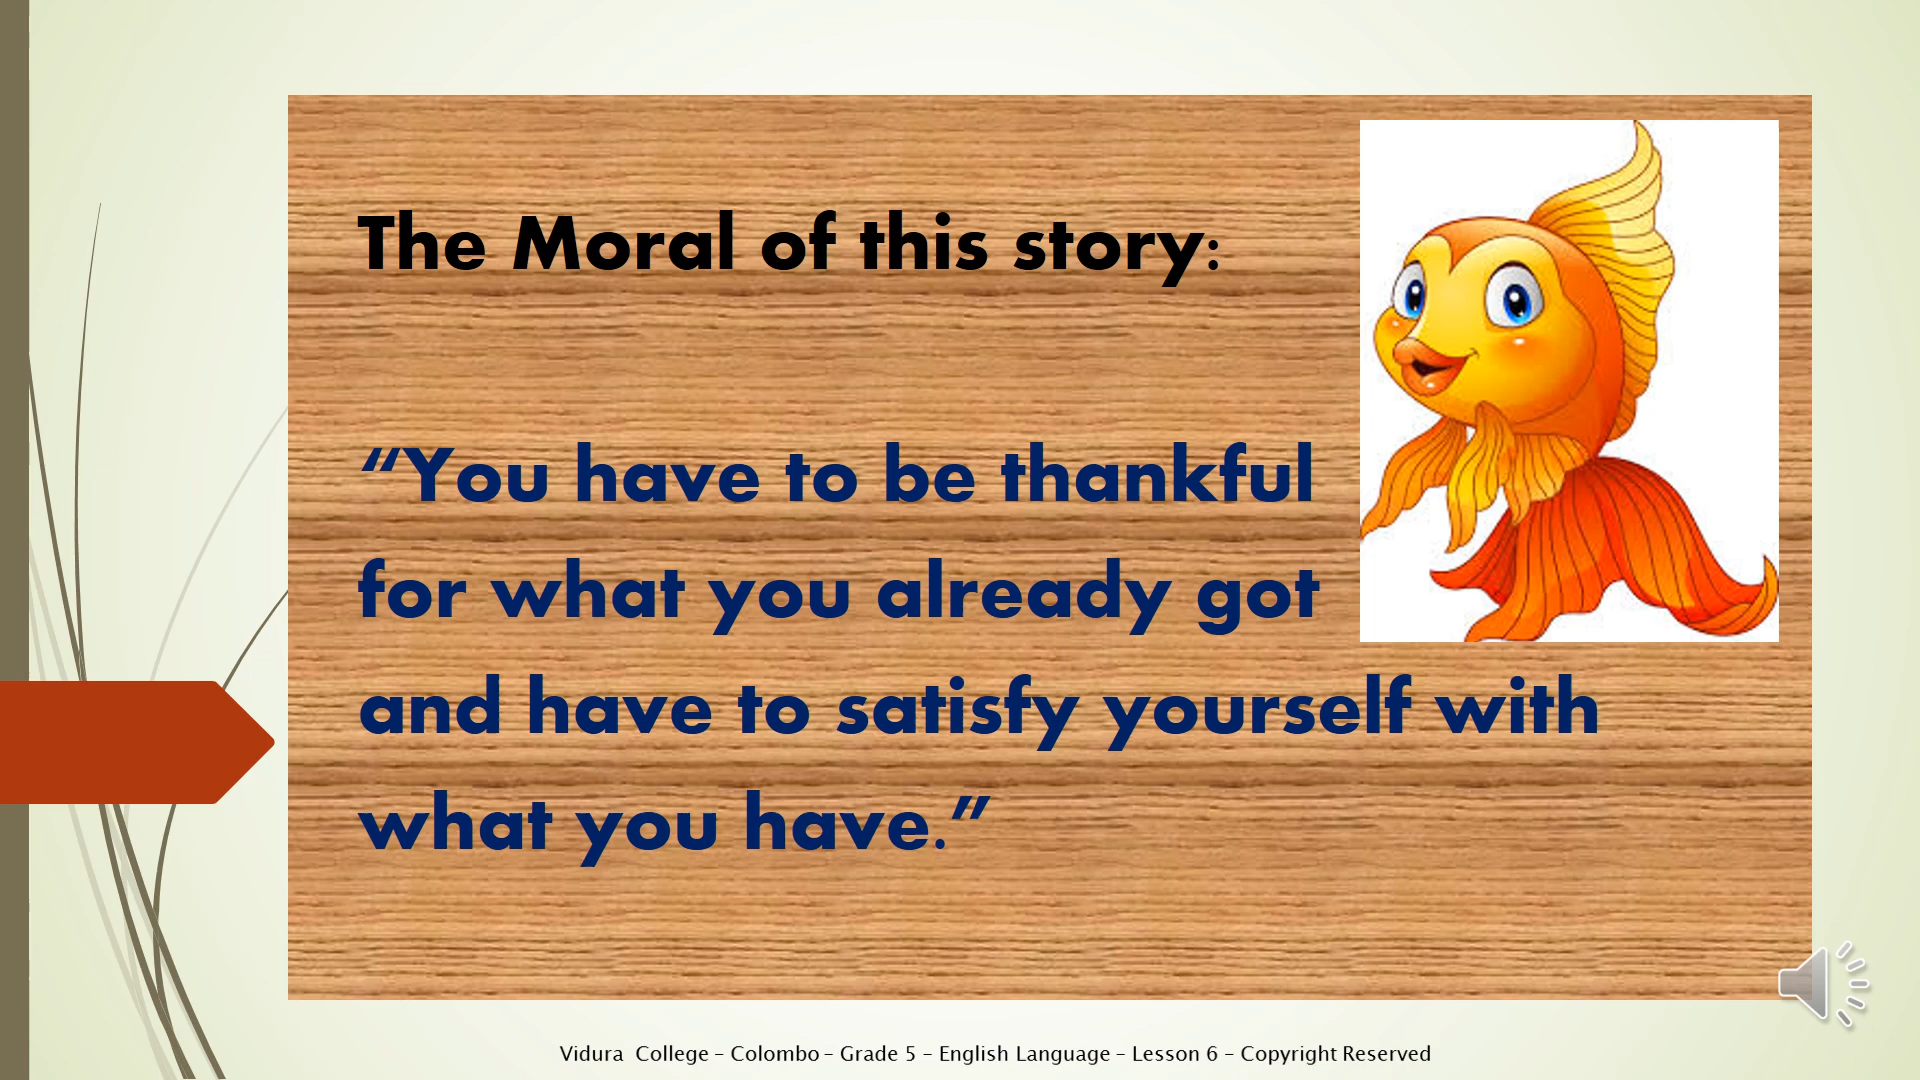 The Moral of this story:
“You have to be thankful
for what you already got
and have to satisfy yourself with
what you have.”
Vidura College – Colombo – Grade 5 – English Language – Lesson 6 – Copyright Reserved